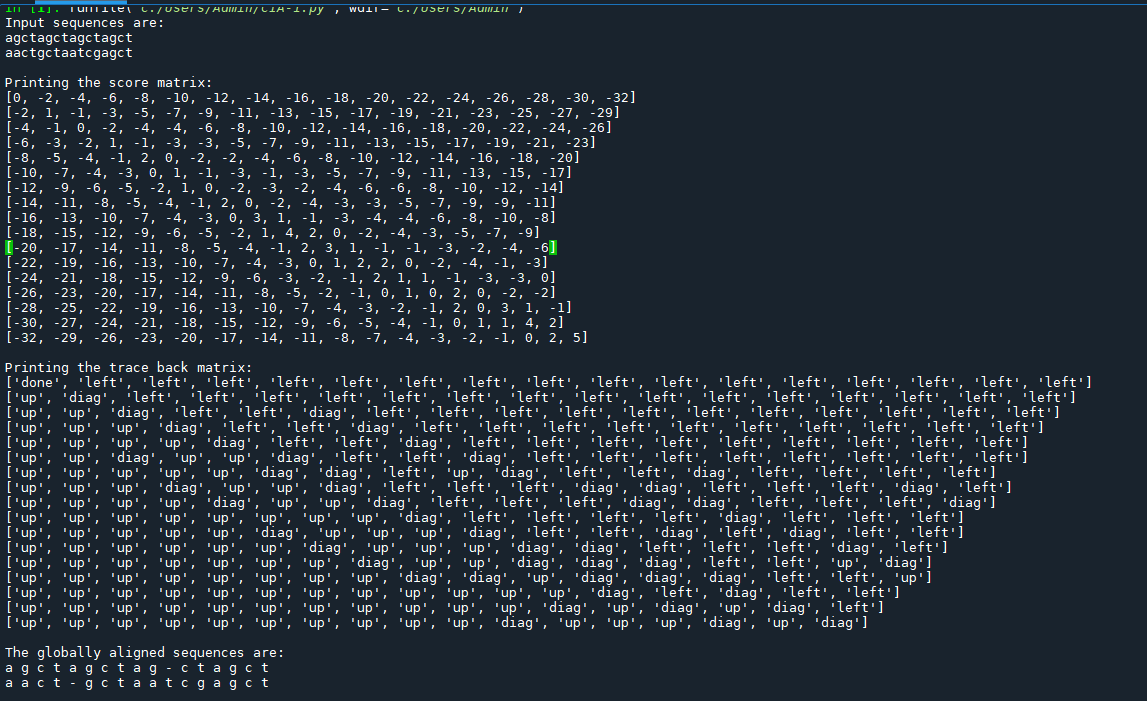 In [1]: runfile('C:/Users/Admin/CIA-1.py', wdir='C:/Users/Admin')
Input sequences are:
agctagctagctagct
aactgctaatcgagct
Printing the score matrix:
[0, -2, -4, -6, -8, -10, -12, -14, -16, -18, -20, -22, -24, -26, -28, -30, -32]
[-2, 1, -1, -3, -5, -7, -9, -11, -13, -15, -17, -19, -21, -23, -25, -27, -29]
[-4, -1, 0, -2, -4, -4, -6, -8, -10, -12, -14, -16, -18, -20, -22, -24, -26]
[-6, -3, -2, 1, -1, -3, -3, -5, -7, -9, -11, -13, -15, -17, -19, -21, -23]
[-8, -5, -4, -1, 2, 0, -2, -2, -4, -6, -8, -10, -12, -14, -16, -18, -20]
[-10, -7, -4, -3, 0, 1, -1, -3, -1, -3, -5, -7, -9, -11, -13, -15, -17]
[-12, -9, -6, -5, -2, 1, 0, -2, -3, -2, -4, -6, -6, -8, -10, -12, -14]
[-14, -11, -8, -5, -4, -1, 2, 0, -2, -4, -3, -3, -5, -7, -9, -9, -11]
[-16, -13, -10, -7, -4, -3, 0, 3, 1, -1, -3, -4, -4, -6, -8, -10, -8]
[-18, -15, -12, -9, -6, -5, -2, 1, 4, 2, 0, -2, -4, -3, -5, -7, -9]
[-20, -17, -14, -11, -8, -5, -4, -1, 2, 3, 1, -1, -1, -3, -2, -4, -6]
[-22, -19, -16, -13, -10, -7, -4, -3, 0, 1, 2, 2, 0, -2, -4, -1, -3]
[-24, -21, -18, -15, -12, -9, -6, -3, -2, -1, 2, 1, 1, -1, -3, -3, 0]
[-26, -23, -20, -17, -14, -11, -8, -5, -2, -1, 0, 1, 0, 2, 0, -2, -2]
[-28, -25, -22, -19, -16, -13, -10, -7, -4, -3, -2, -1, 2, 0, 3, 1, -1]
[-30, -27, -24, -21, -18, -15, -12, -9, -6, -5, -4, -1, 0, 1, 1, 4, 2]
[-32, -29, -26, -23, -20, -17, -14, -11, -8, -7, -4, -3, -2, -1, 0, 2, 5]
Printing the trace back matrix:
['done', 'left', 'left', 'left', 'left', 'left', 'left', 'left', 'left', 'left', 'left', 'left', 'left', 'left', 'left', 'left', 'left']
['up', 'diag', 'left', 'left', 'left', 'left', 'left', 'left', 'left', 'left', 'left', 'left', 'left', 'left', 'left', 'left', 'left']
['up', 'up', 'diag', 'left', 'left', 'diag', 'left', 'left', 'left', 'left', 'left', 'left', 'left', 'left', 'left', 'left', 'left']
['up', 'up', 'up', 'diag', 'left', 'left', 'diag', 'left', 'left', 'left', 'left', 'left', 'left', 'left', 'left', 'left', 'left']
['up', 'up', 'up', 'up', 'diag', 'left', 'left', 'diag', 'left', 'left', 'left', 'left', 'left', 'left', 'left', 'left', 'left']
['up', 'up', 'diag', 'up', 'up', 'diag', 'left', 'left', 'diag', 'left', 'left', 'left', 'left', 'left', 'left', 'left', 'left']
['up', 'up', 'up', 'up', 'up', 'diag', 'diag', 'left', 'up', 'diag', 'left', 'left', 'diag', 'left', 'left', 'left', 'left']
['up', 'up', 'up', 'diag', 'up', 'up', 'diag', 'left', 'left', 'left', 'diag', 'diag', 'left', 'left', 'left', 'diag', 'left']
['up', 'up', 'up', 'up', 'diag', 'up', 'up', 'diag', 'left', 'left', 'left', 'diag', 'diag', 'left', 'left', 'left', 'diag']
['up', 'up', 'up', 'up', 'up', 'up', 'up', 'up', 'diag', 'left', 'left', 'left', 'left', 'diag', 'left', 'left', 'left']
['up', 'up', 'up', 'up', 'up', 'diag', 'up', 'up', 'up', 'diag', 'left', 'left', 'diag', 'left', 'diag', 'left', 'left']
['up', 'up', 'up', 'up', 'up', 'up', 'diag', 'up', 'up', 'up', 'diag', 'diag', 'left', 'left', 'left', 'diag', 'left']
['up', 'up', 'up', 'up', 'up', 'up', 'up', 'diag', 'up', 'up', 'diag', 'diag', 'diag', 'left', 'left', 'up', 'diag']
['up', 'up', 'up', 'up', 'up', 'up', 'up', 'up', 'diag', 'diag', 'up', 'diag', 'diag', 'diag', 'left', 'left', 'up']
['up', 'up', 'up', 'up', 'up', 'up', 'up', 'up', 'up', 'up', 'up', 'up', 'diag', 'left', 'diag', 'left', 'left']
['up', 'up', 'up', 'up', 'up', 'up', 'up', 'up', 'up', 'up', 'up', 'diag', 'up', 'diag', 'up', 'diag', 'left']
['up', 'up', 'up', 'up', 'up', 'up', 'up', 'up', 'up', 'up', 'diag', 'up', 'up', 'up', 'diag', 'up', 'diag']
The globally aligned sequences are:
a g c t a g c t a g - c t a g c t
a a c t - g c t a a t c g a g c t